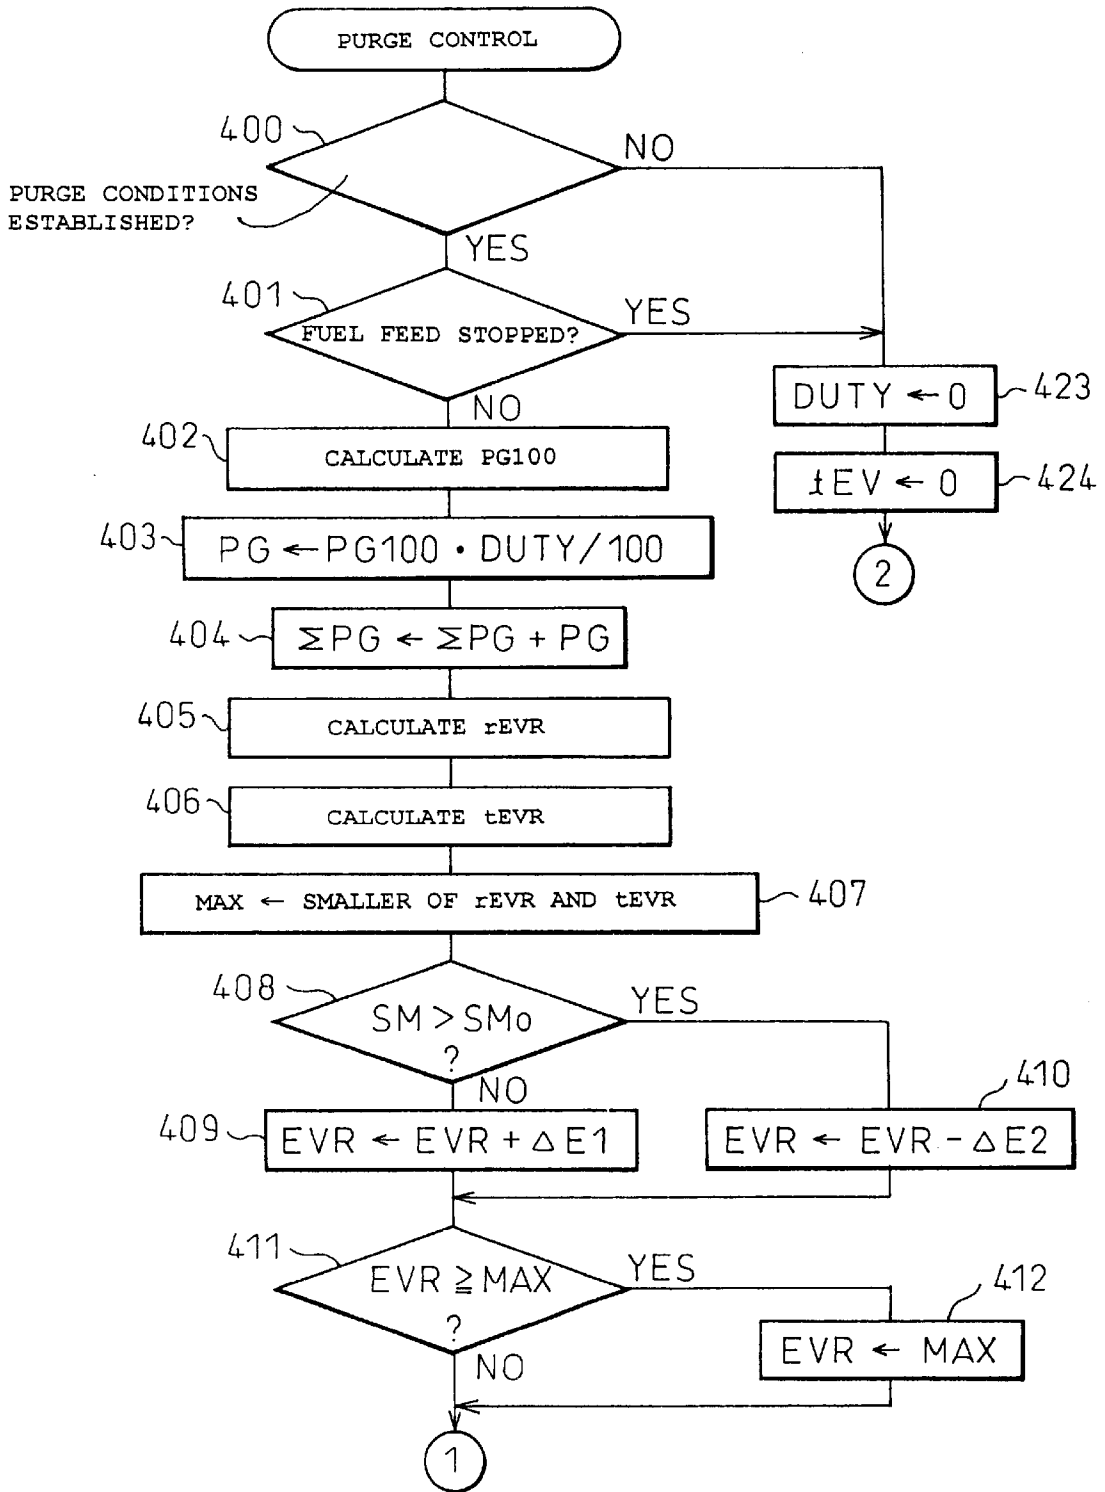 PURGE CONTROL
400
NO
PURGE CONDITIONS
ESTABLISHED?
YES
401
FUEL FEED STOPPED?
YES
NO
DUTY ← 0
423
402
CALCULATE PG100
tEV ← 0
424
403
PG ← PG100 · DUTY/100
2
404
ΣPG ← ΣPG + PG
405
CALCULATE rEVR
406
CALCULATE tEVR
MAX ← SMALLER OF rEVR AND tEVR
407
408
SM > SMo
?
YES
NO
409
EVR ← EVR + ΔE1
410
EVR ← EVR - ΔE2
411
EVR ≧ MAX
?
YES
412
EVR ← MAX
NO
1